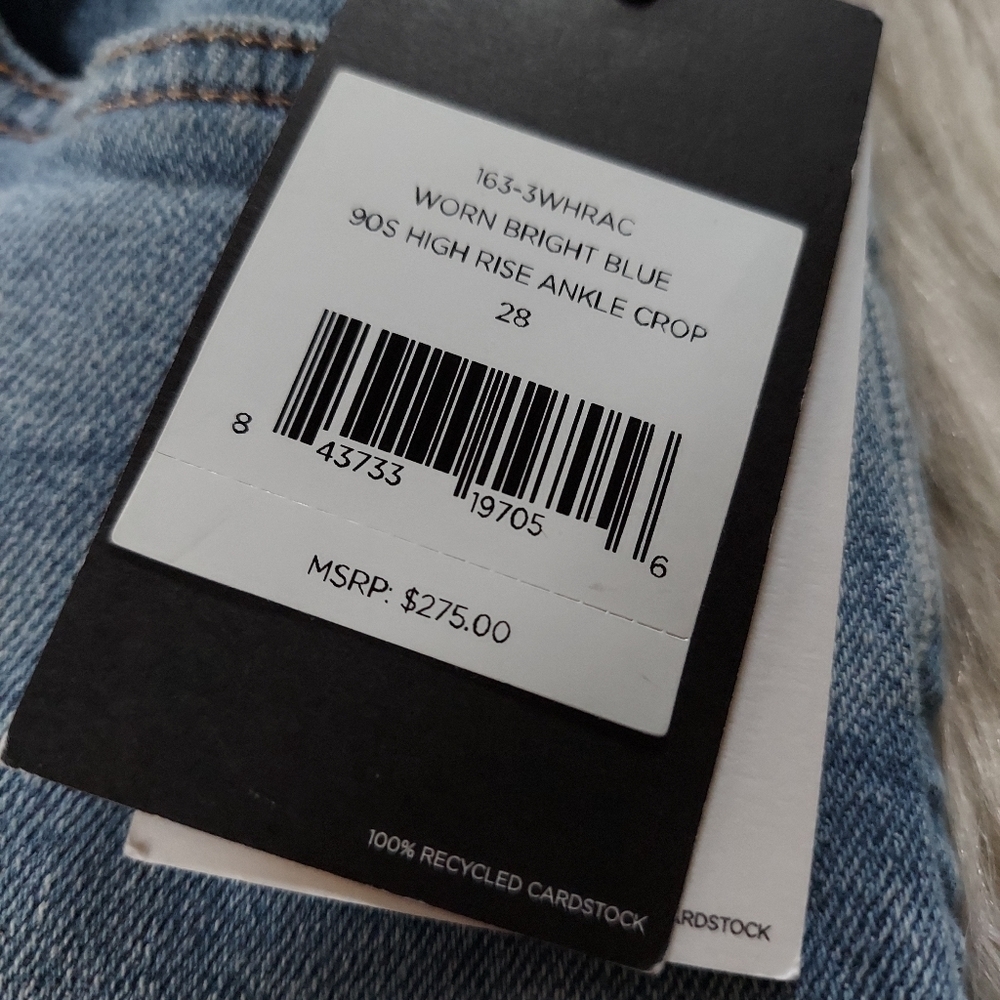 163-3WHRAC
WORN BRIGHT BLUE
90S HIGH RISE ANKLE CROP
28
8 43733 19705 6
MSRP: $275.00
100% RECYCLED CARDSTOCK
ARDSTOCK